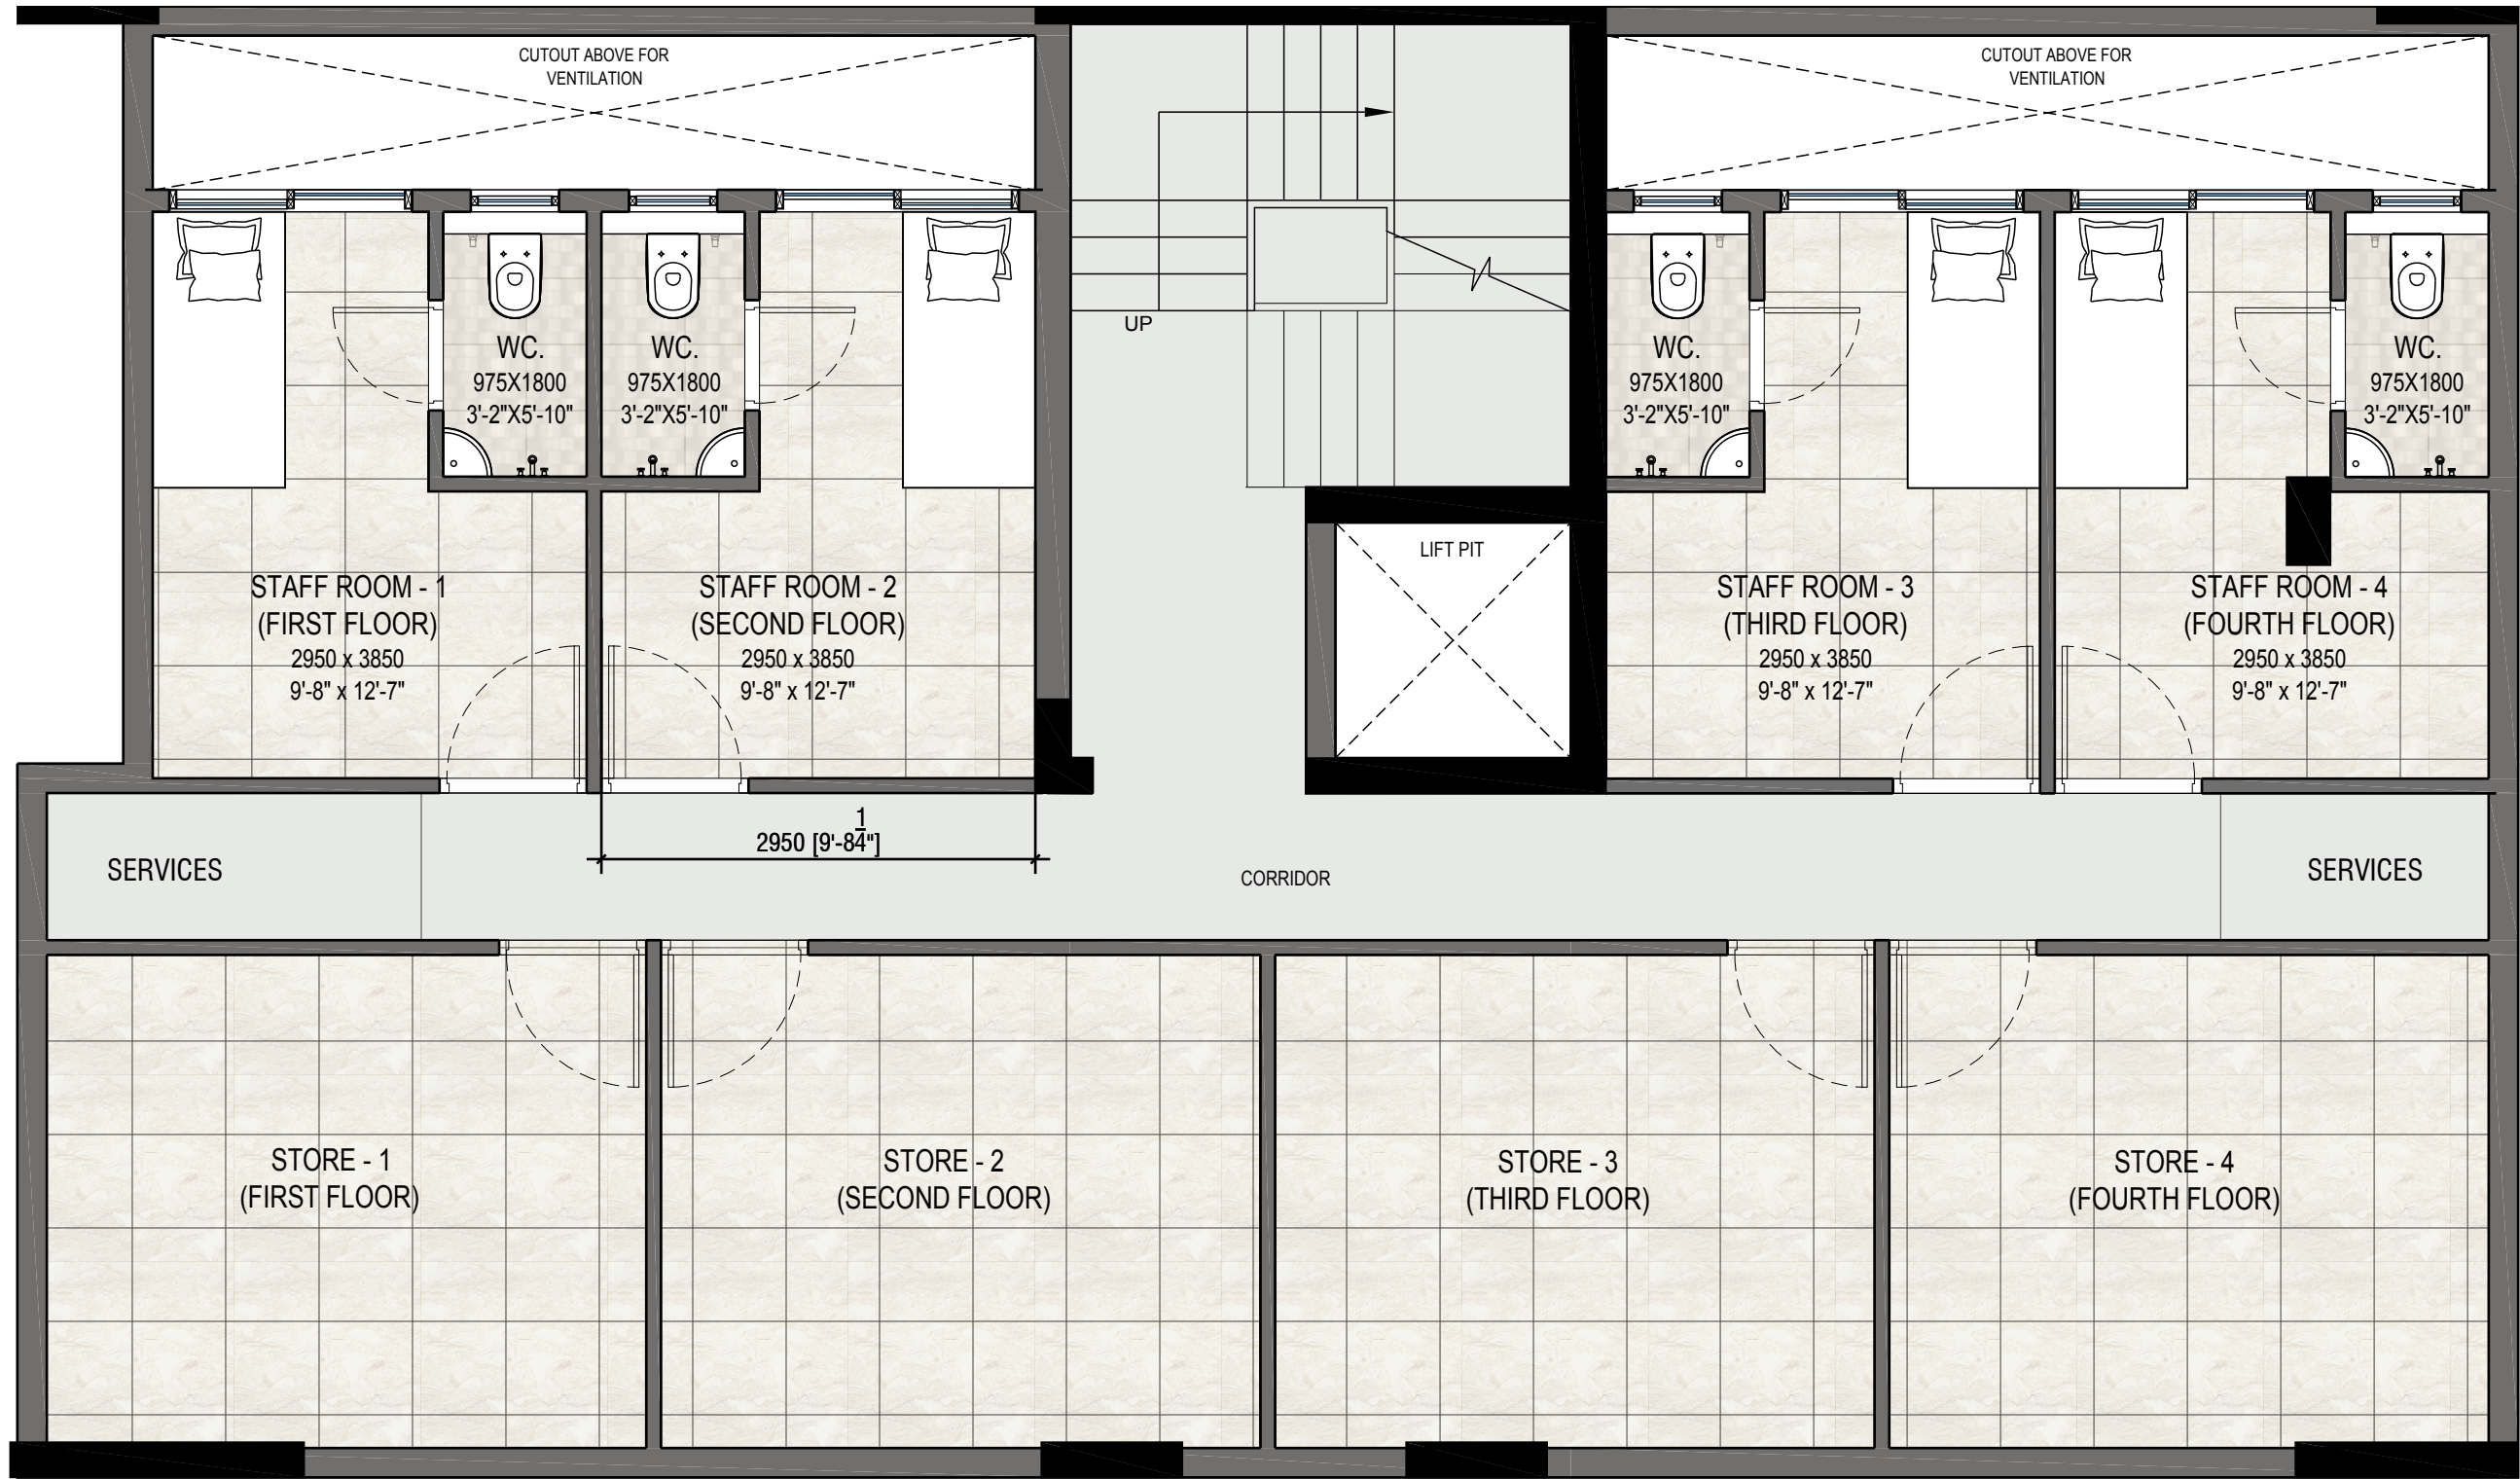 CUTOUT ABOVE FOR
VENTILATION
CUTOUT ABOVE FOR
VENTILATION
UP
WC.
975X1800
3'-2"X5'-10"
WC.
975X1800
3'-2"X5'-10"
WC.
975X1800
3'-2"X5'-10"
WC.
975X1800
3'-2"X5'-10"
LIFT PIT
STAFF ROOM - 1
(FIRST FLOOR)
2950 x 3850
9'-8" x 12'-7"
STAFF ROOM - 2
(SECOND FLOOR)
2950 x 3850
9'-8" x 12'-7"
STAFF ROOM - 3
(THIRD FLOOR)
2950 x 3850
9'-8" x 12'-7"
STAFF ROOM - 4
(FOURTH FLOOR)
2950 x 3850
9'-8" x 12'-7"
2950 [9'-8 1/4"]
SERVICES
CORRIDOR
SERVICES
STORE - 1
(FIRST FLOOR)
STORE - 2
(SECOND FLOOR)
STORE - 3
(THIRD FLOOR)
STORE - 4
(FOURTH FLOOR)